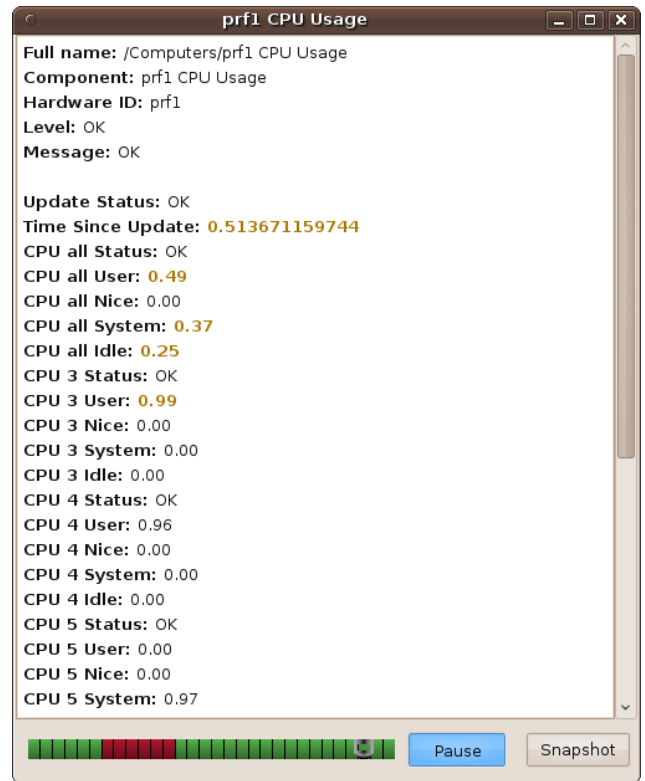 prf1 CPU Usage
Full name: /Computers/prf1 CPU Usage
Component: prf1 CPU Usage
Hardware ID: prf1
Level: OK
Message: OK
Update Status: OK
Time Since Update: 0.513671159744
CPU all Status: OK
CPU all User: 0.49
CPU all Nice: 0.00
CPU all System: 0.37
CPU all Idle: 0.25
CPU 3 Status: OK
CPU 3 User: 0.99
CPU 3 Nice: 0.00
CPU 3 System: 0.00
CPU 3 Idle: 0.00
CPU 4 Status: OK
CPU 4 User: 0.96
CPU 4 Nice: 0.00
CPU 4 System: 0.00
CPU 4 Idle: 0.00
CPU 5 Status: OK
CPU 5 User: 0.00
CPU 5 Nice: 0.00
CPU 5 System: 0.97
Pause Snapshot